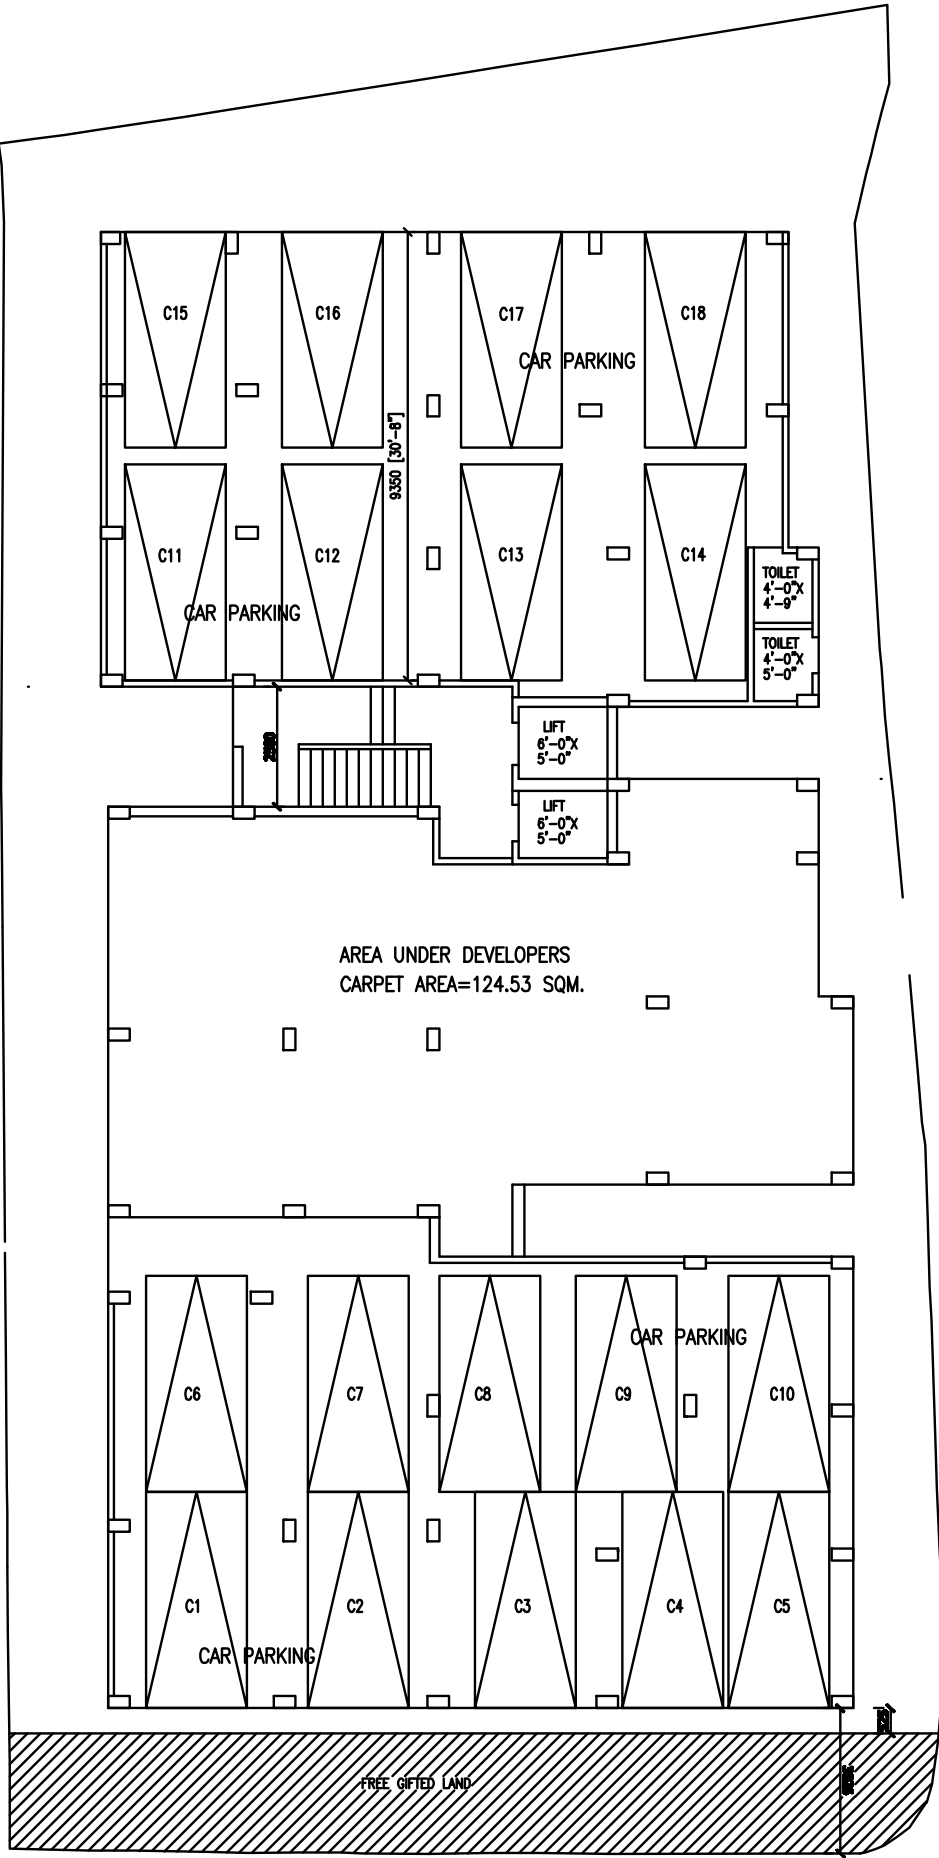 C15
C16
C17
C18
CAR PARKING
9350 [30'-8"]
C11
C12
C13
C14
TOILET
4'-0"X
4'-9"
CAR PARKING
TOILET
4'-0"X
5'-0"
LIFT
6'-0"X
5'-0"
LIFT
6'-0"X
5'-0"
AREA UNDER DEVELOPERS
CARPET AREA=124.53 SQM.
CAR PARKING
C6
C7
C8
C9
C10
C1
C2
C3
C4
C5
CAR PARKING
FREE GIFTED LAND